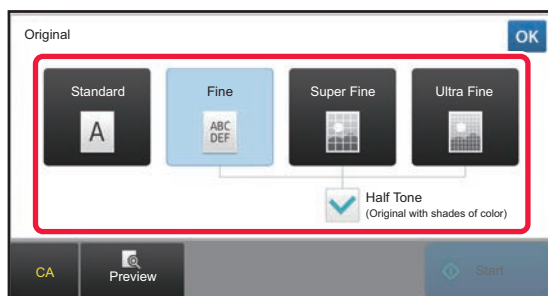 Original
OK
Standard
Fine
Super Fine
Ultra Fine
A
ABC
DEF
Half Tone
(Original with shades of color)
CA
Preview
Start